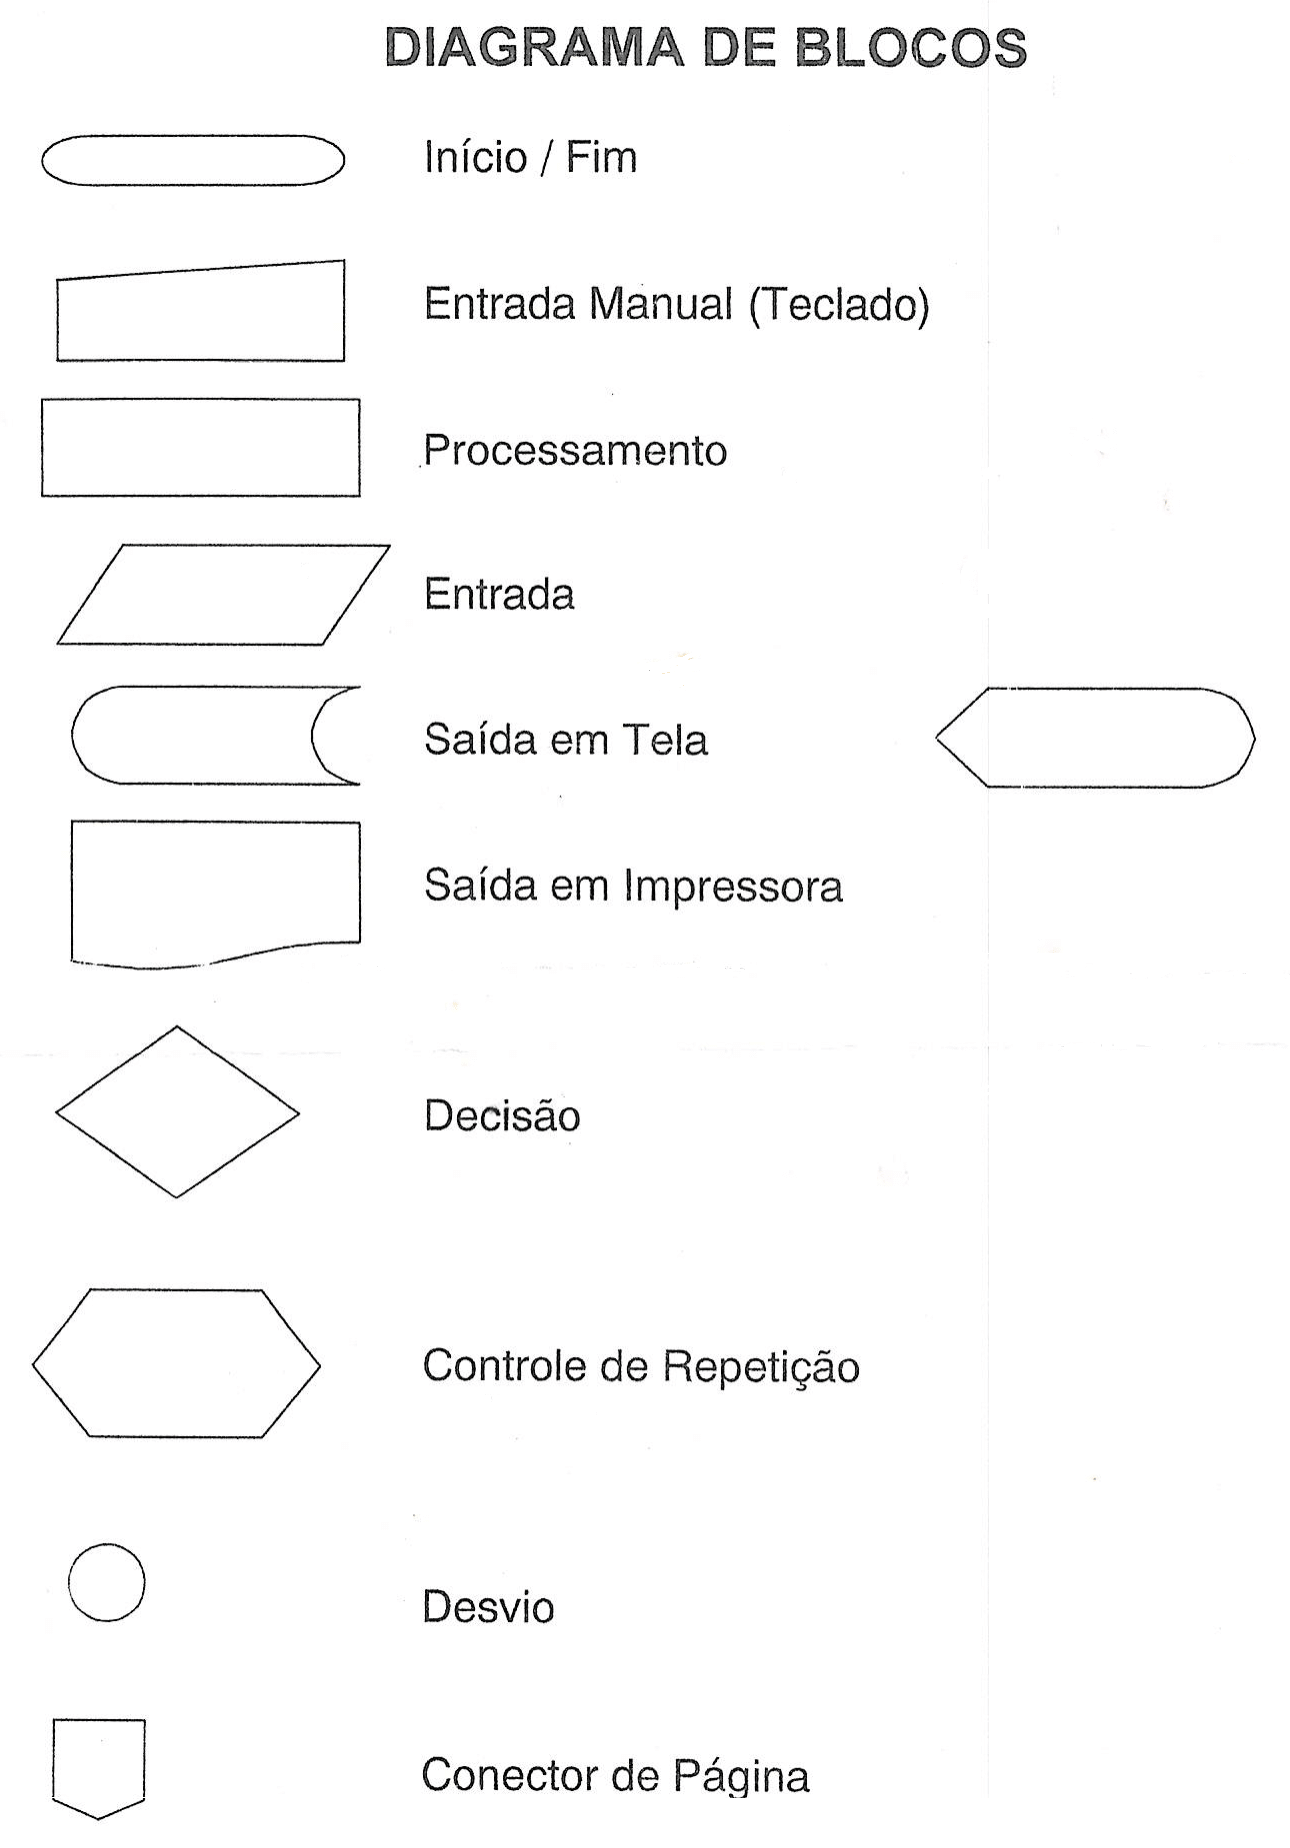 DIAGRAMA DE BLOCOS
Início / Fim
Entrada Manual (Teclado)
Processamento
Entrada
Saída em Tela
Saída em Impressora
Decisão
Controle de Repetição
Desvio
Conector de Página